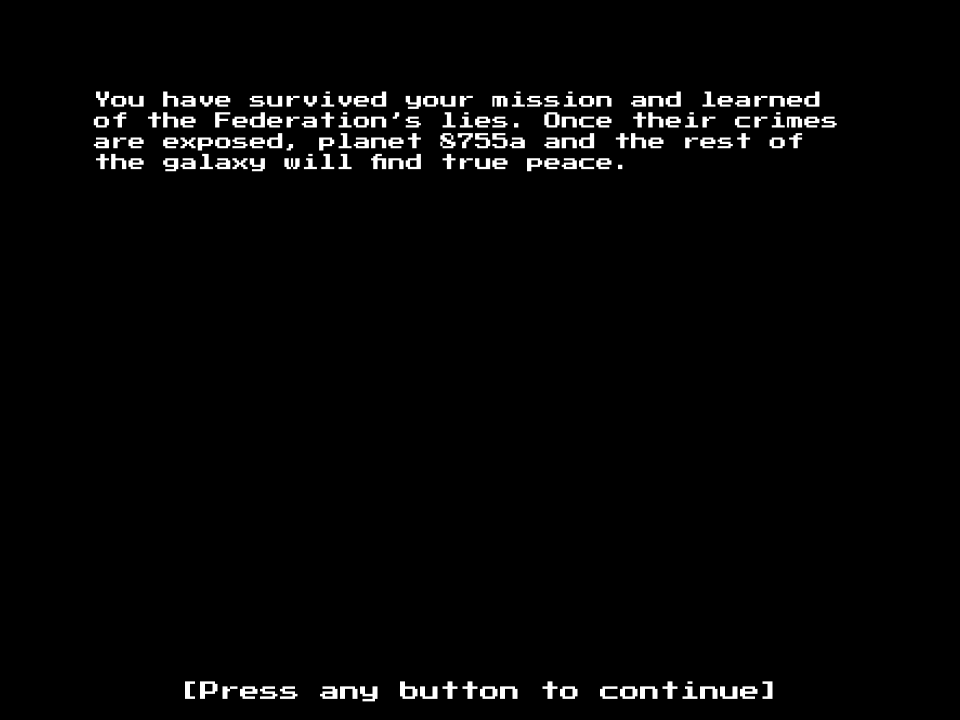 You have survived your mission and learned
of the Federation's lies. Once their crimes
are exposed, planet 8755a and the rest of
the galaxy will find true peace.
[Press any button to continue]